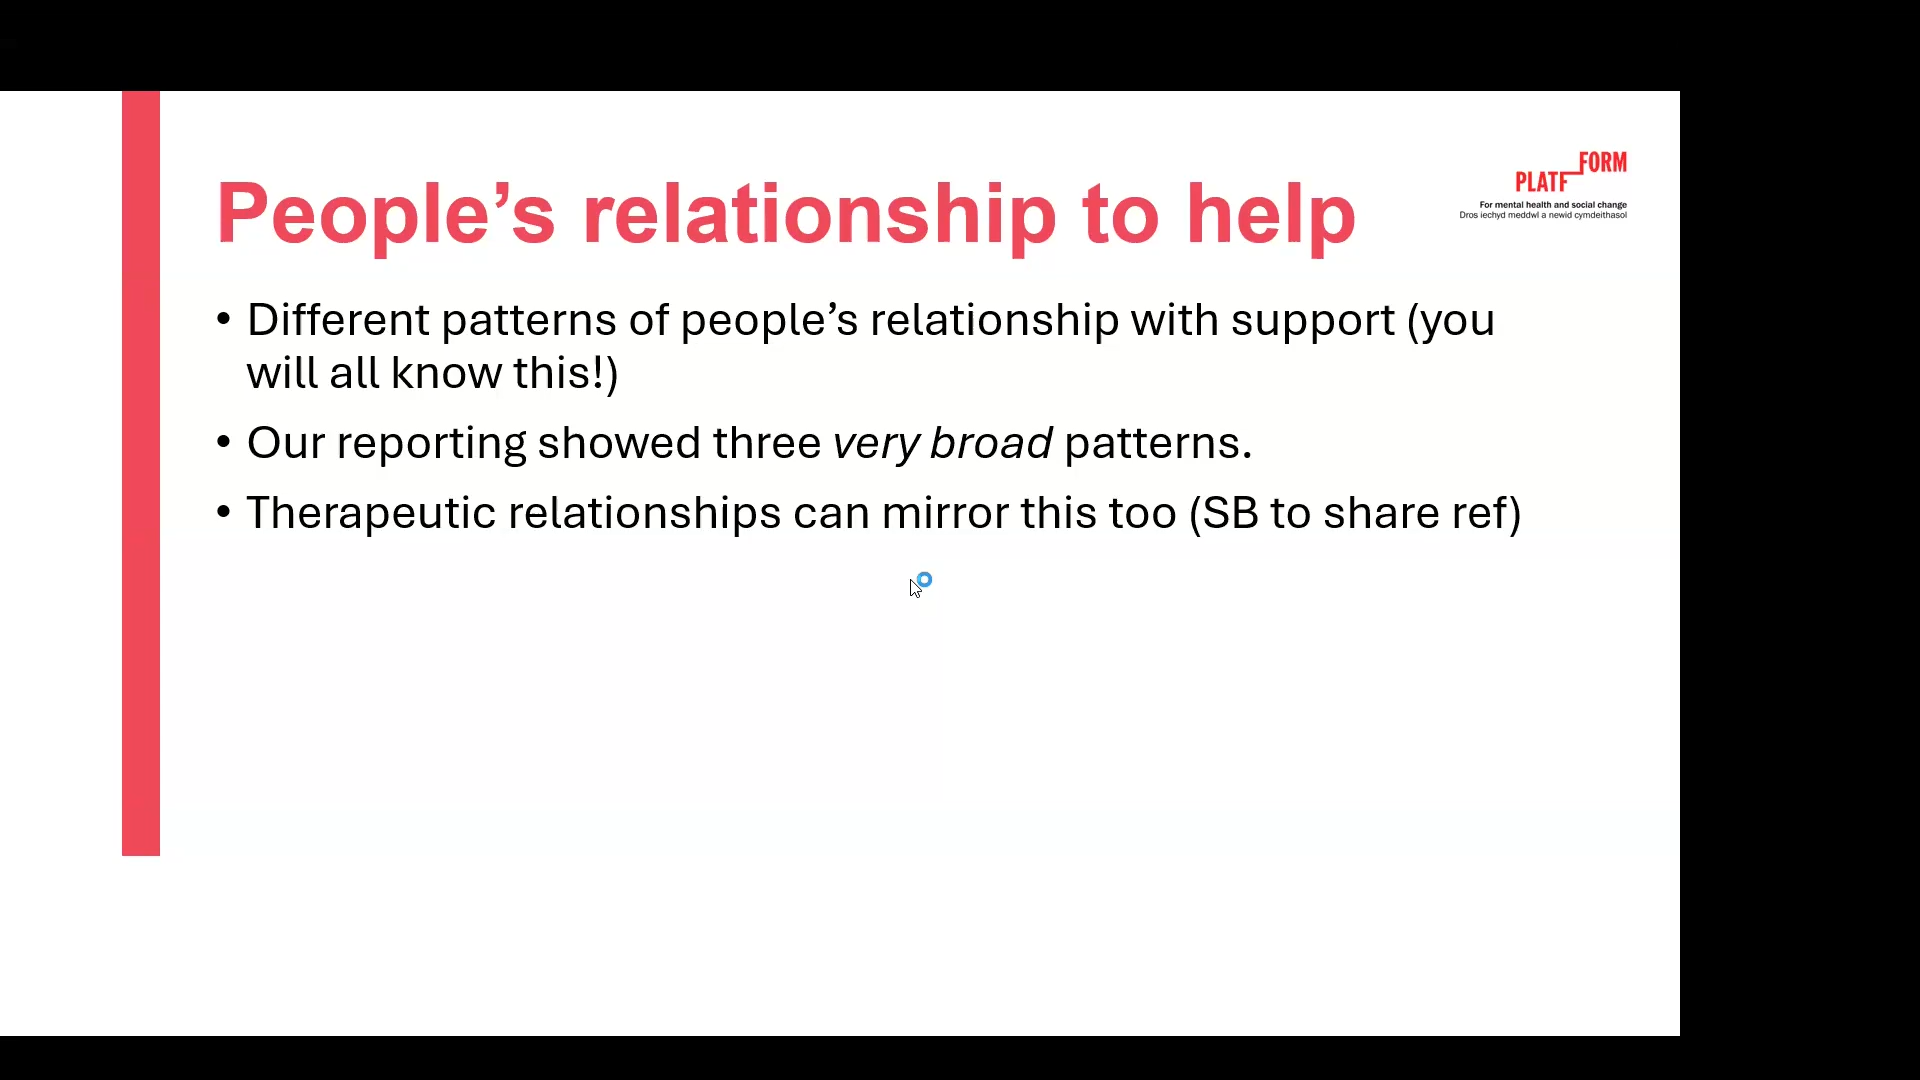 People’s relationship to help
PLATFORM
For mental health and social change
Dros iechyd meddwl a newid cymdeithasol
• Different patterns of people’s relationship with support (you
will all know this!)
• Our reporting showed three very broad patterns.
• Therapeutic relationships can mirror this too (SB to share ref)